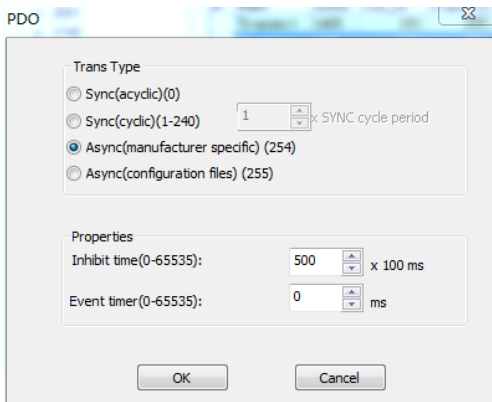 PDO
Trans Type
Sync(acyclic)(0)
Sync(cyclic)(1-240) 1 x SYNC cycle period
Async(manufacturer specific) (254)
Async(configuration files) (255)
Properties
Inhibit time(0-65535): 500 x 100 ms
Event timer(0-65535): 0 ms
OK Cancel